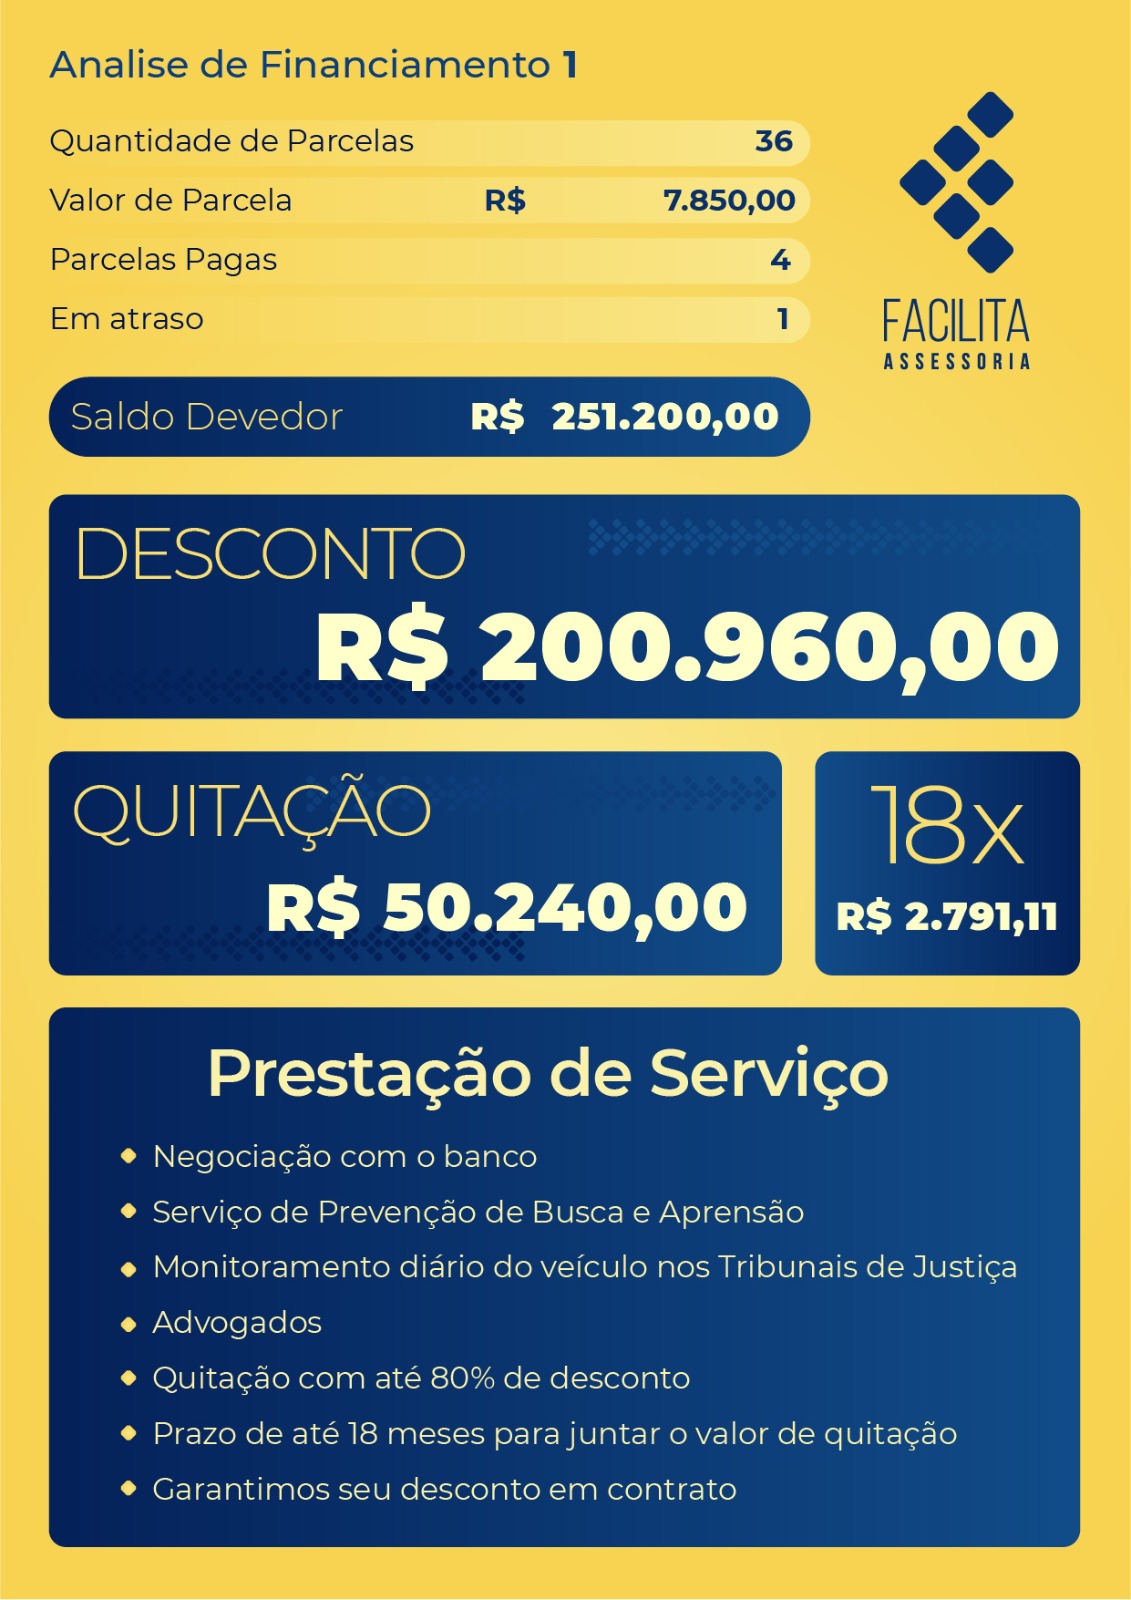 Analise de Financiamento 1
Quantidade de Parcelas 36
Valor de Parcela R$ 7.850,00
Parcelas Pagas 4
Em atraso 1
FACILITA
ASSESSORIA
Saldo Devedor R$ 251.200,00
DESCONTO
R$ 200.960,00
QUITAÇÃO
R$ 50.240,00
18x
R$ 2.791,11
Prestação de Serviço
Negociação com o banco
Serviço de Prevenção de Busca e Aprensão
Monitoramento diário do veículo nos Tribunais de Justiça
Advogados
Quitação com até 80% de desconto
Prazo de até 18 meses para juntar o valor de quitação
Garantimos seu desconto em contrato